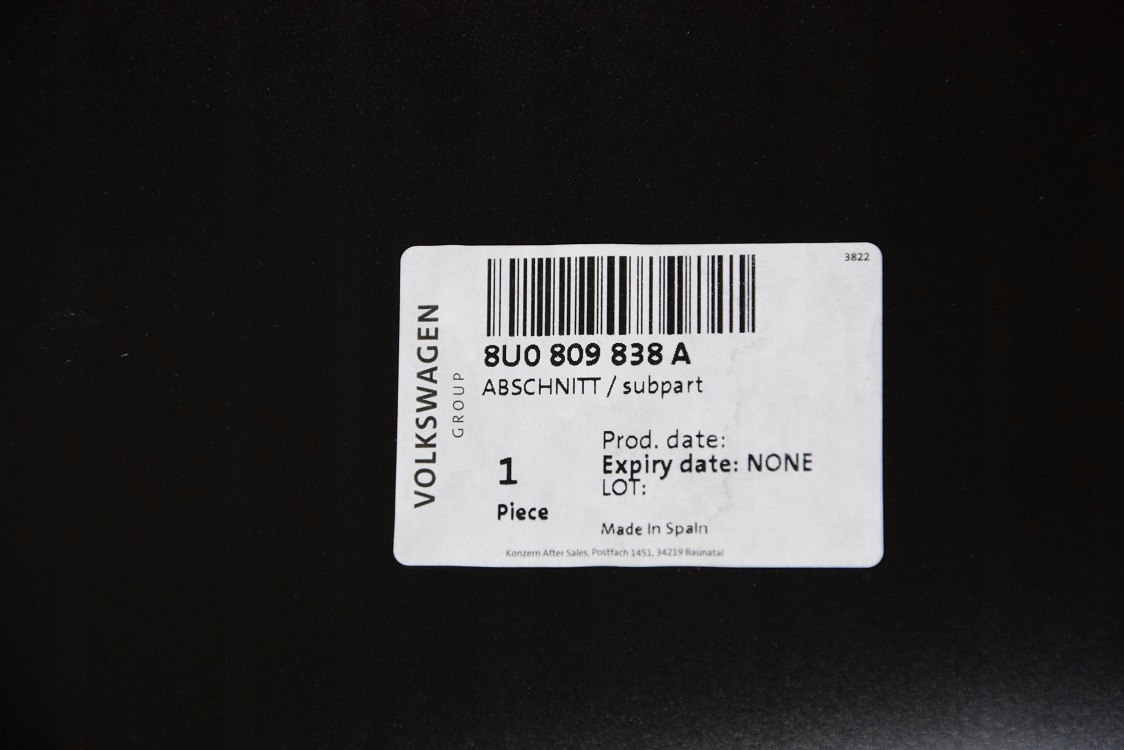 3822
VOLKSWAGEN
GROUP
8U0 809 838 A
ABSCHNITT / subpart
Prod. date:
Expiry date: NONE
LOT:
1
Piece
Made In Spain
Konzern After Sales, Postfach 1451, 34219 Baunatal